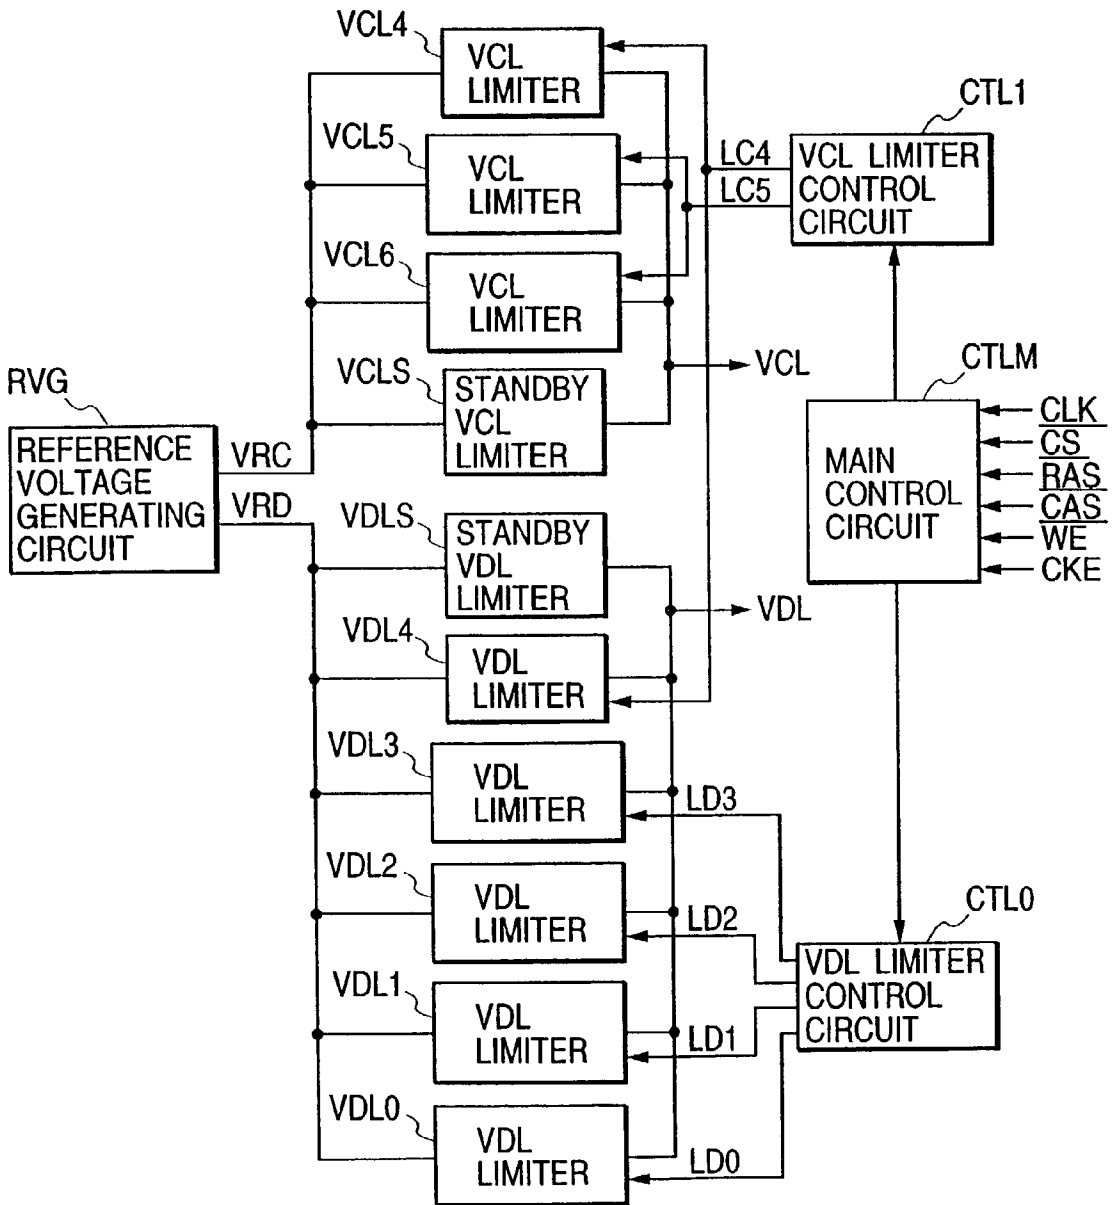 VCL4
VCL
LIMITER
VCL5
VCL
LIMITER
VCL6
VCL
LIMITER
VCLS
STANDBY
VCL
LIMITER
RVG
REFERENCE
VOLTAGE
GENERATING
CIRCUIT
VRC
VRD
VDLS
STANDBY
VDL
LIMITER
VDL4
VDL
LIMITER
VDL3
VDL
LIMITER
VDL2
VDL
LIMITER
VDL1
VDL
LIMITER
VDL0
VDL
LIMITER
LC4
LC5
CTL1
VCL LIMITER
CONTROL
CIRCUIT
VCL
VDL
CTLM
MAIN
CONTROL
CIRCUIT
CLK
CS
RAS
CAS
WE
CKE
LD3
LD2
LD1
LD0
CTL0
VDL LIMITER
CONTROL
CIRCUIT